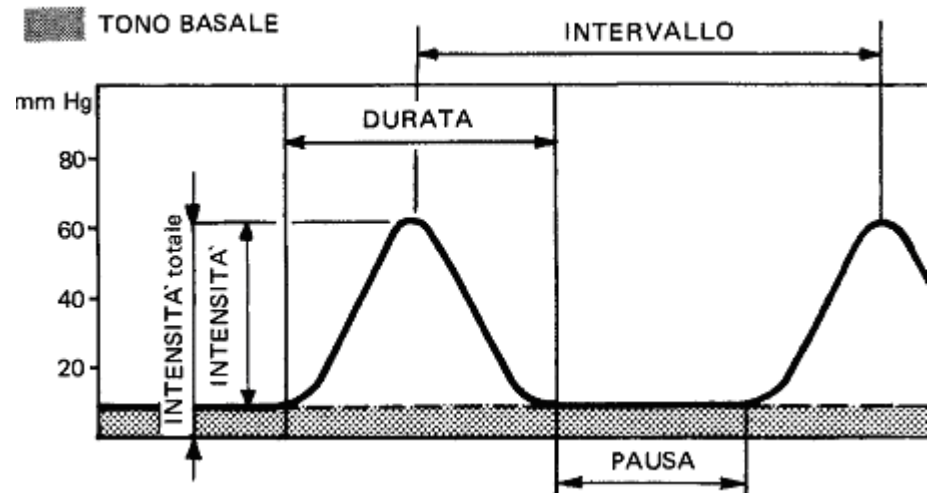 TONO BASALE
INTERVALLO
mm Hg
DURATA
80
60
40
20
INTENSITA` totale
INTENSITA`
PAUSA